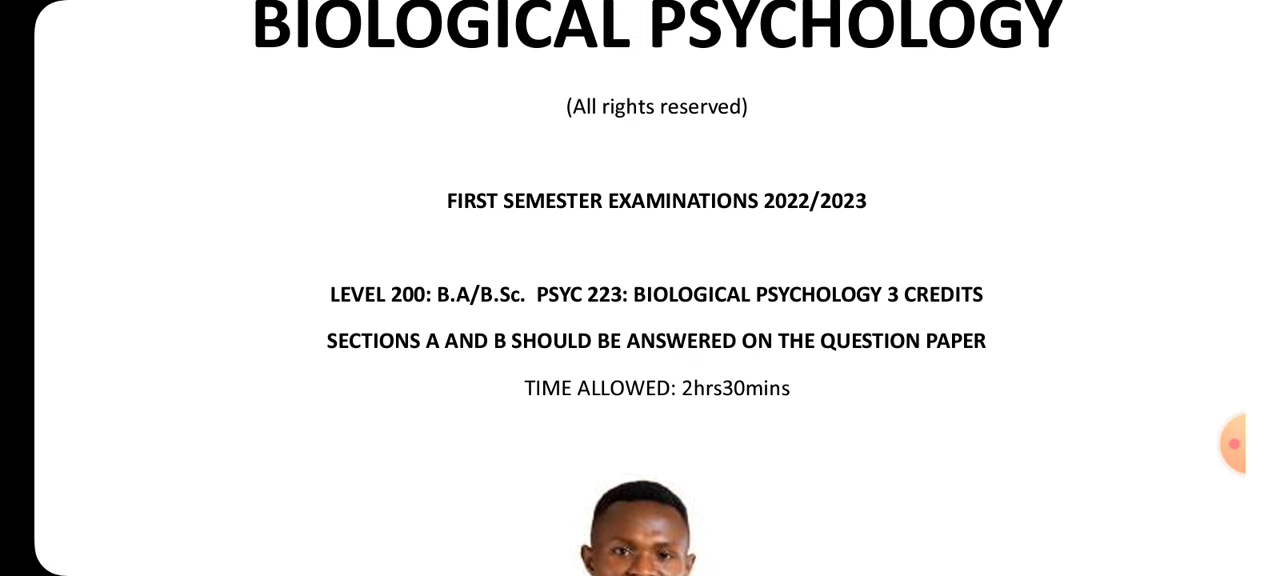 BIOLOGICAL PSYCHOLOGY
(All rights reserved)
FIRST SEMESTER EXAMINATIONS 2022/2023
LEVEL 200: B.A/B.Sc.  PSYC 223: BIOLOGICAL PSYCHOLOGY 3 CREDITS
SECTIONS A AND B SHOULD BE ANSWERED ON THE QUESTION PAPER
TIME ALLOWED: 2hrs30mins